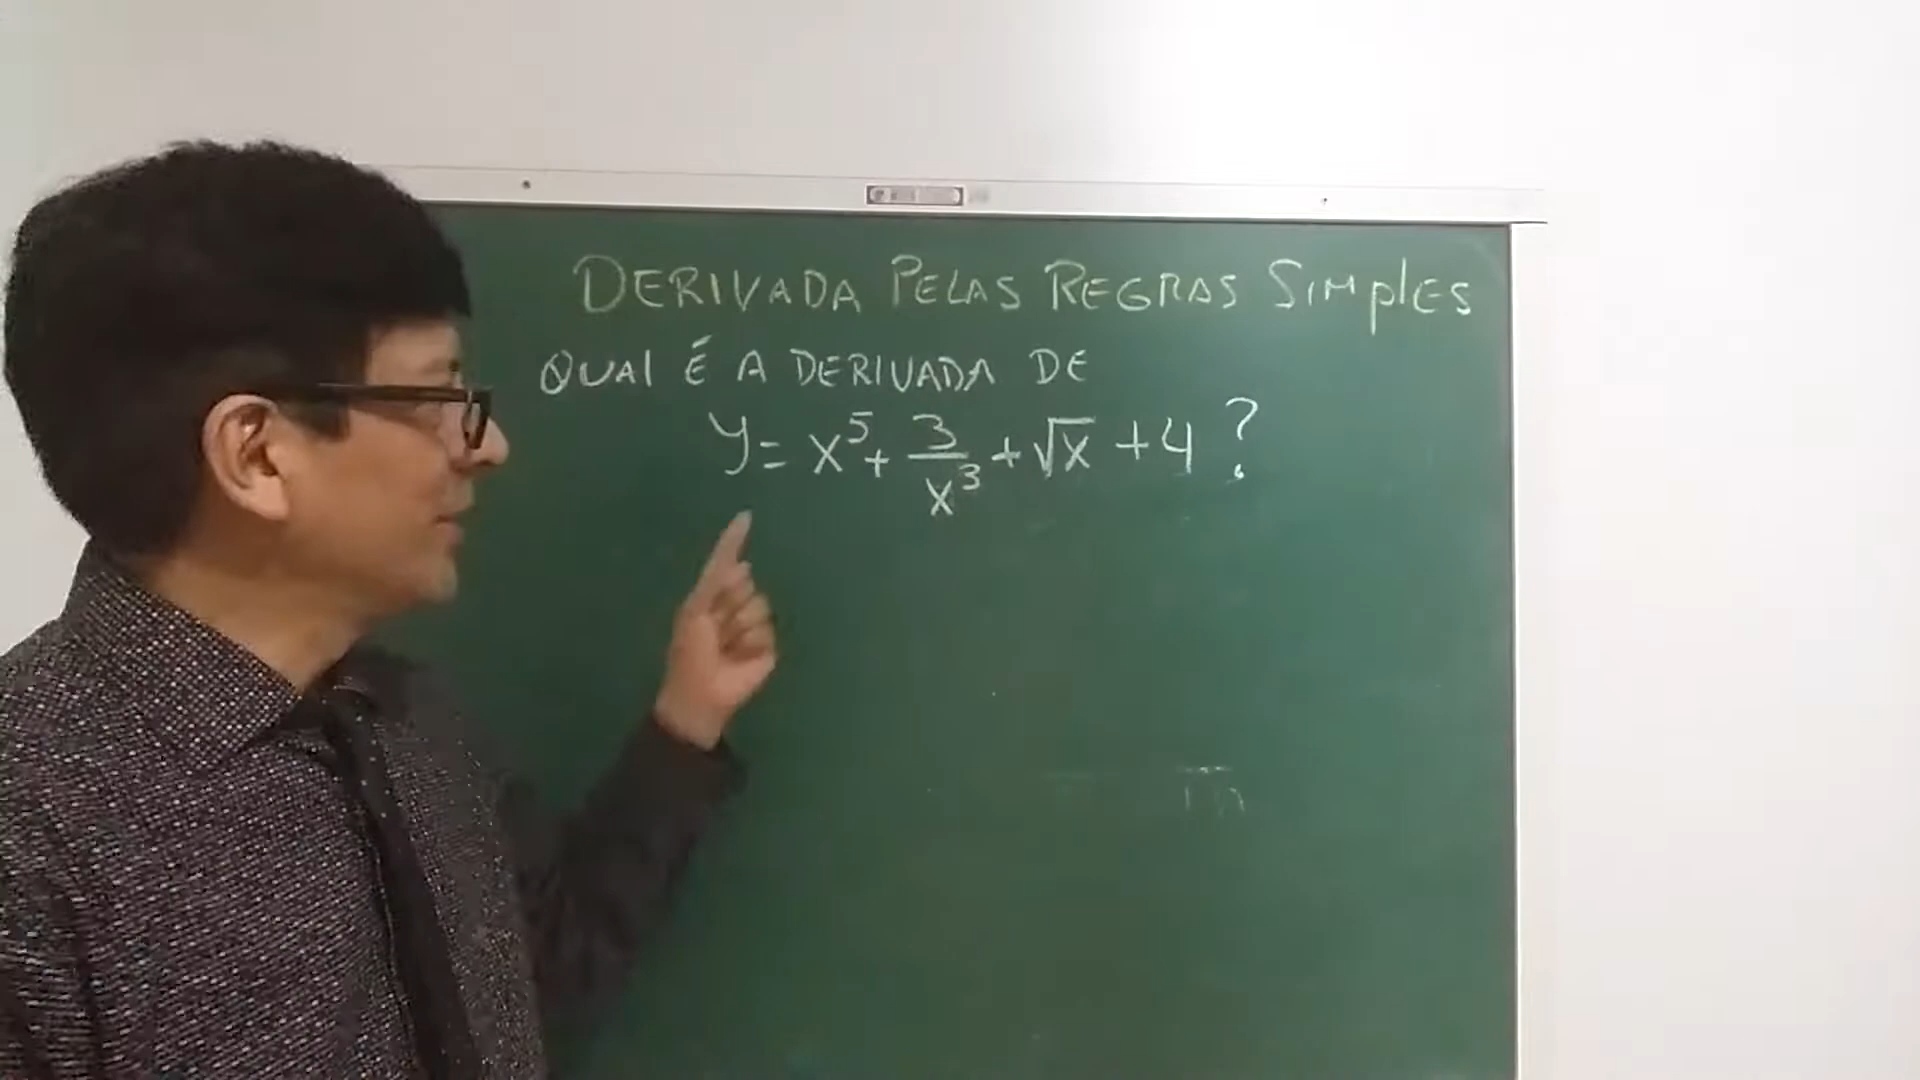 DERIVADA PELAS REGRAS SIMPLES
QUAL É A DERIVADA DE
y = x⁵ + 3/x³ + √x + 4 ?